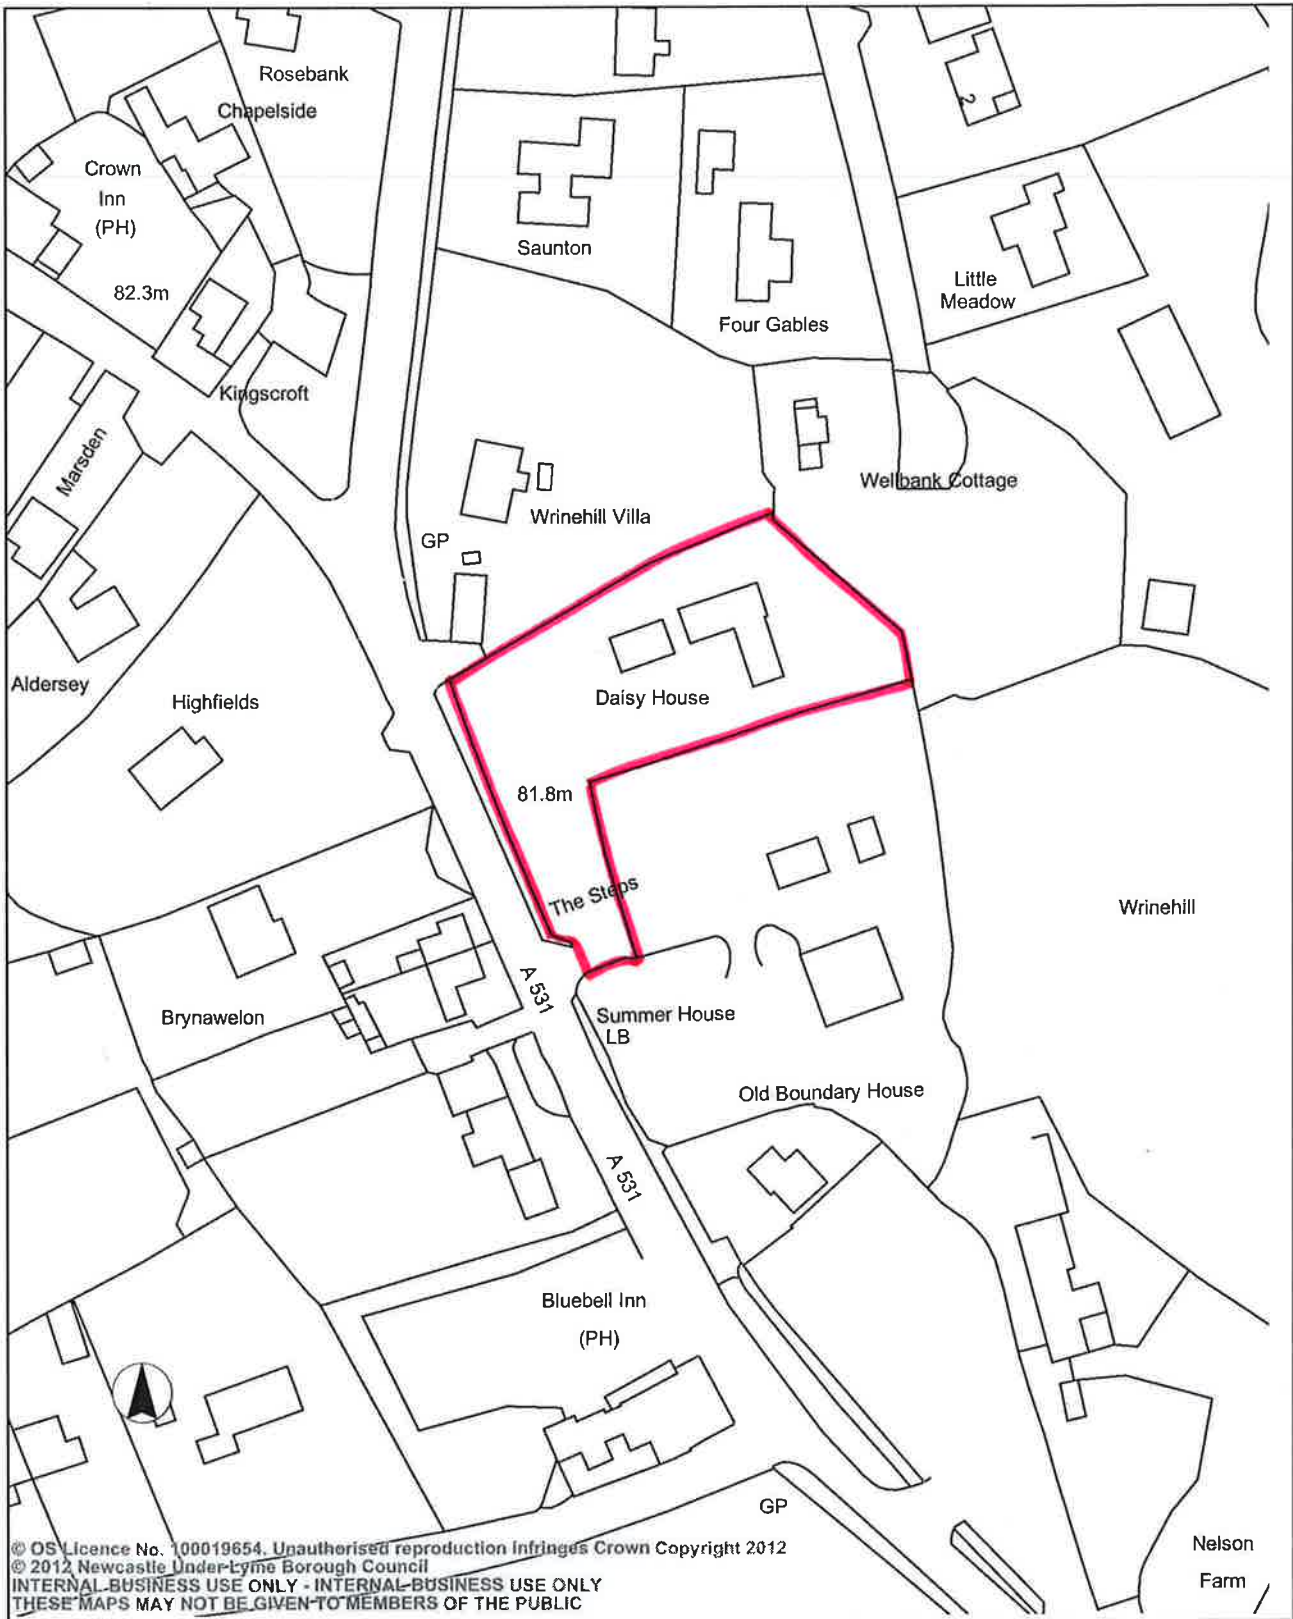 Rosebank
Chapelside
2
Crown
Inn
(PH)
Saunton
82.3m
Little
Meadow
Four Gables
Kingscroft
Marsden
Wellbank Cottage
Wrinehill Villa
GP
Aldersey
Highfields
Daisy House
81.8m
The Steps
Wrinehill
A 531
Brynawelon
Summer House
LB
Old Boundary House
A 531
Bluebell Inn
(PH)
GP
Nelson
Farm
© OS Licence No. 100019654. Unauthorised reproduction infringes Crown Copyright 2012
© 2012 Newcastle Under-Lyme Borough Council
INTERNAL-BUSINESS USE ONLY - INTERNAL-BUSINESS USE ONLY
THESE MAPS MAY NOT BE GIVEN TO MEMBERS OF THE PUBLIC